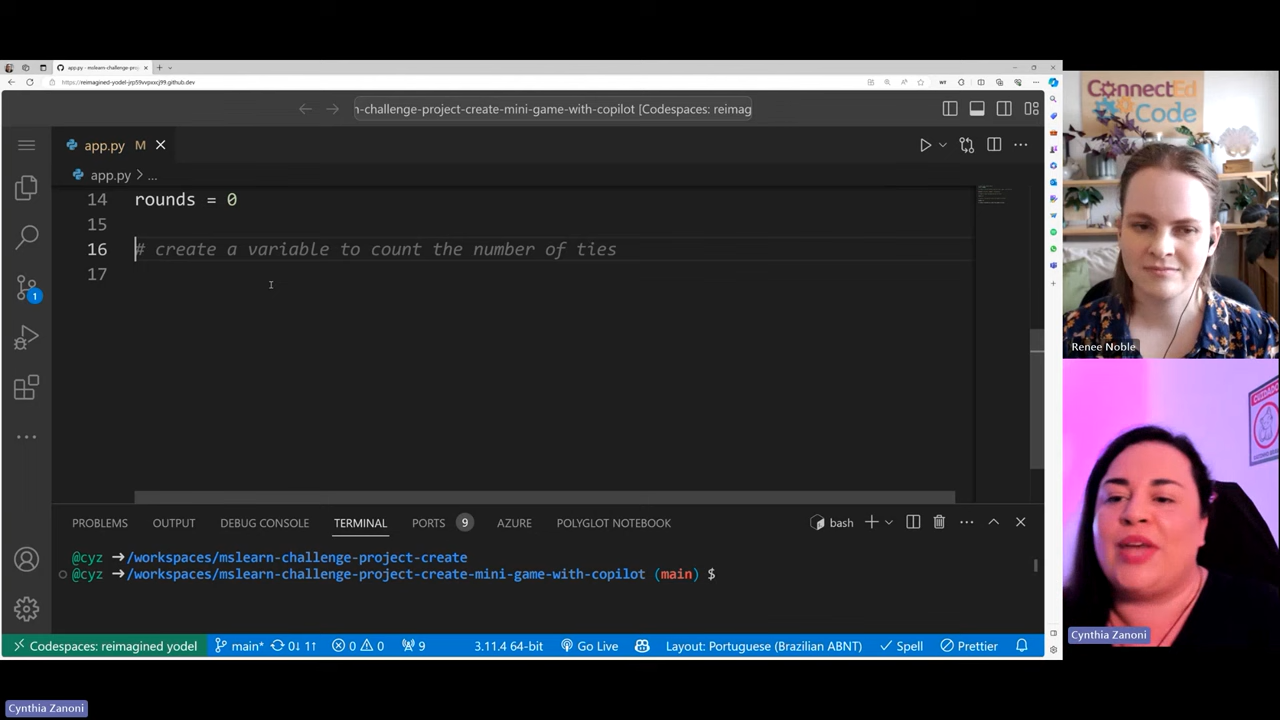 app.py - mslearn-challenge-proj
https://reimagined-yodel-jrp59vvpxxcj99.github.dev
-challenge-project-create-mini-game-with-copilot [Codespaces: reimag
app.py M
app.py > ...
14 rounds = 0
15
16 # create a variable to count the number of ties
17
PROBLEMS OUTPUT DEBUG CONSOLE TERMINAL PORTS 9 AZURE POLYGLOT NOTEBOOK
bash
@cyz ➜/workspaces/mslearn-challenge-project-create
@cyz ➜/workspaces/mslearn-challenge-project-create-mini-game-with-copilot (main) $
1
Codespaces: reimagined yodel main* 0↓ 1↑ 0 0 9 3.11.4 64-bit Go Live Layout: Portuguese (Brazilian ABNT) Spell Prettier
ConnectEd
Code
Renee Noble
CUIDADO
Cynthia Zanoni
Cynthia Zanoni